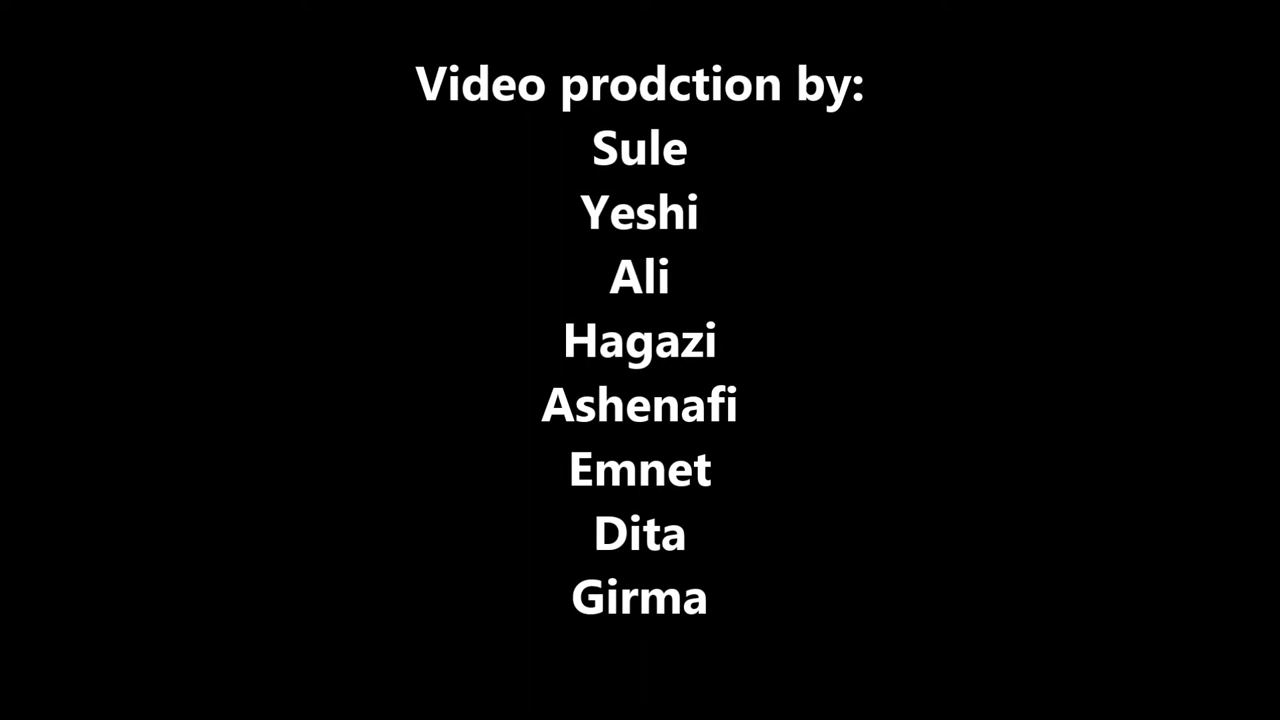 Video prodction by:
Sule
Yeshi
Ali
Hagazi
Ashenafi
Emnet
Dita
Girma